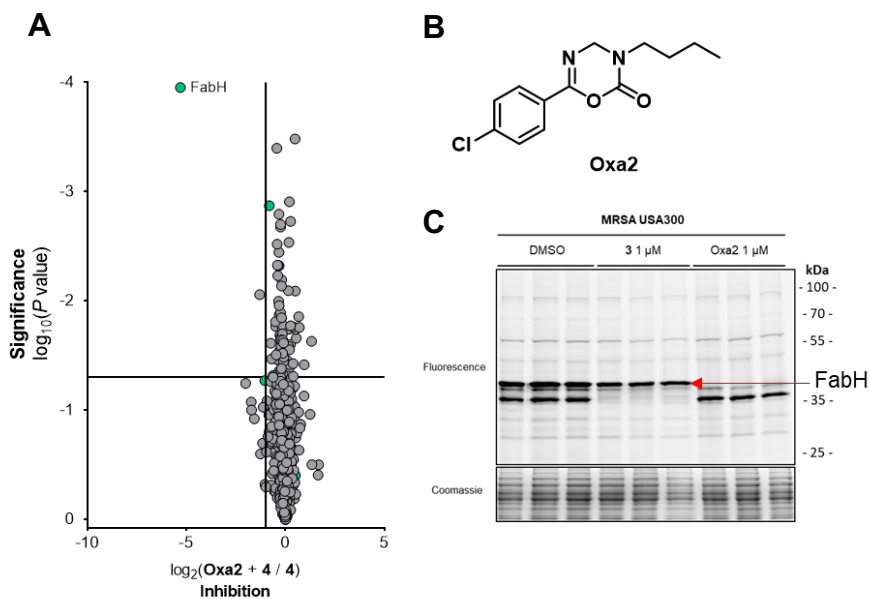 A
-4
FabH
-3
-2
-1
0
Significance
log10(P value)
-10
-5
0
5
log2(Oxa2 + 4 / 4)
Inhibition
B
N
N
O
O
Cl
Oxa2
C
MRSA USA300
DMSO
3 1 µM
Oxa2 1 µM
kDa
- 100 -
- 70 -
- 55 -
Fluorescence
FabH
- 35 -
- 25 -
Coomassie